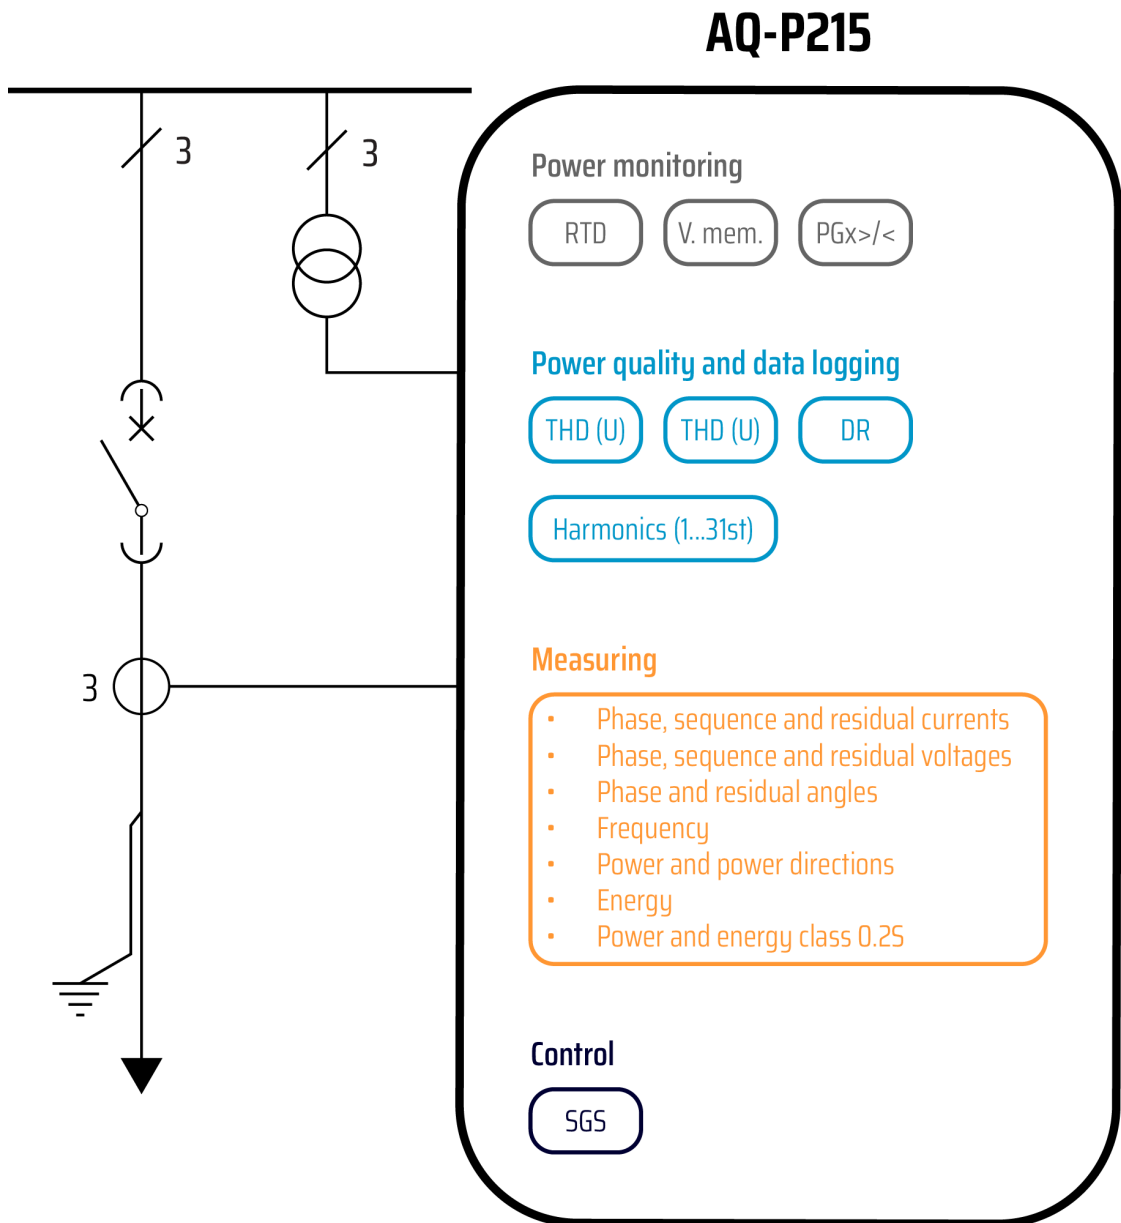 AQ-P215
3
3
Power monitoring
RTD
V. mem.
PGx>/<
Power quality and data logging
THD (U)
THD (U)
DR
Harmonics (1...31st)
Measuring
3
• Phase, sequence and residual currents
• Phase, sequence and residual voltages
• Phase and residual angles
• Frequency
• Power and power directions
• Energy
• Power and energy class 0.2S
Control
SGS